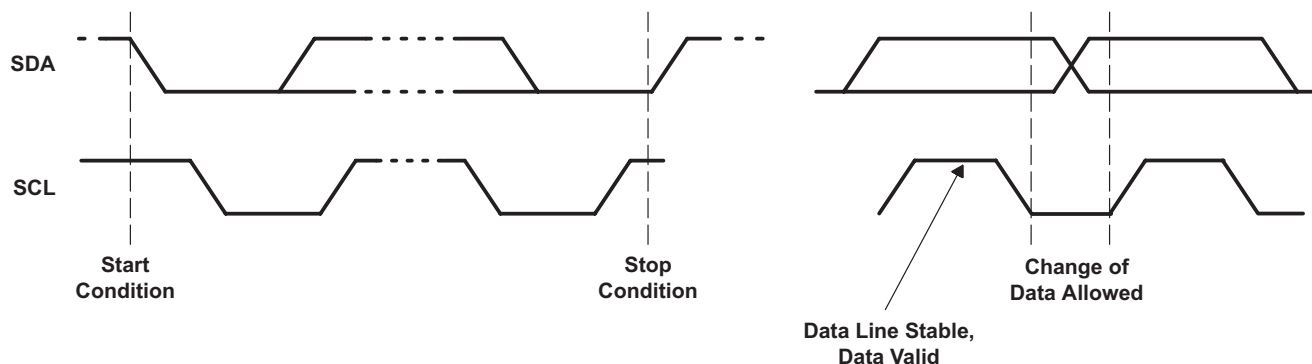 SDA
SCL
Start
Condition
Stop
Condition
Change of
Data Allowed
Data Line Stable,
Data Valid